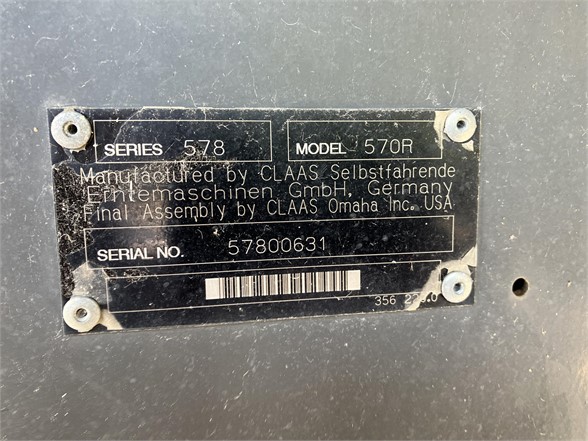 SERIES 578 MODEL 570R
Manufactured by CLAAS Selbstfahrende
Erntemaschinen GmbH, Germany
Final Assembly by CLAAS Omaha Inc. USA
SERIAL NO. 57800631
356